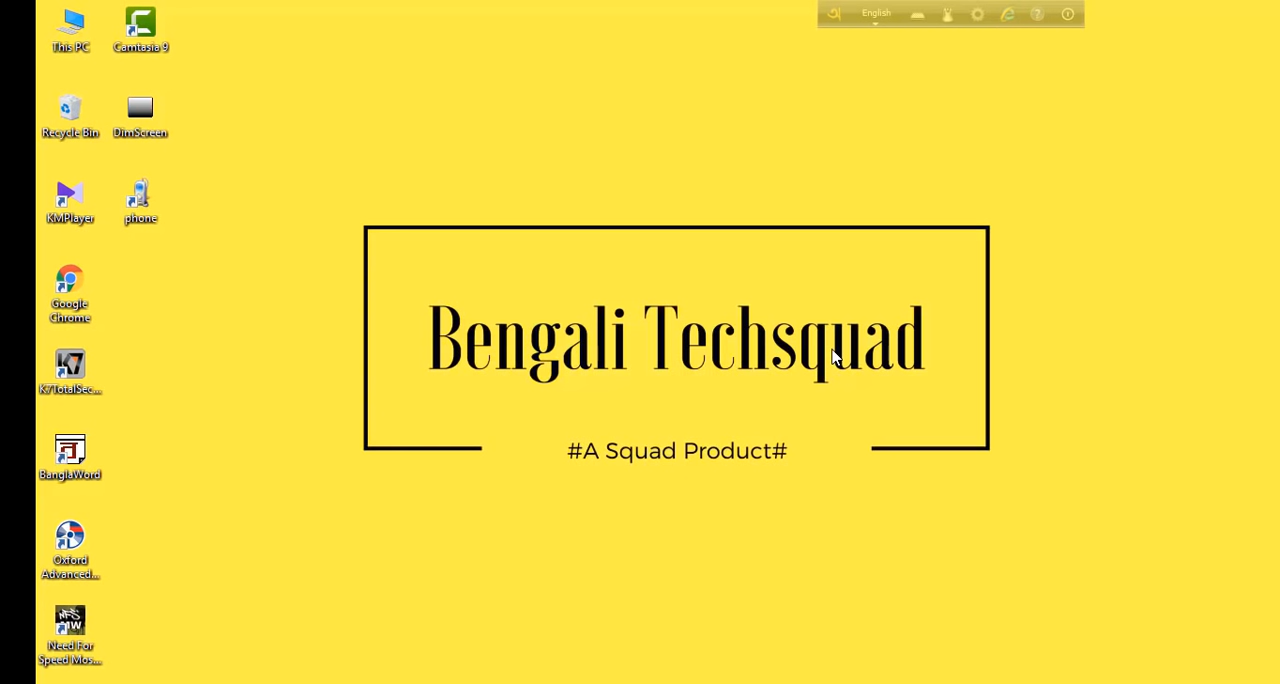 This PC
Camtasia 9
English
Recycle Bin
DimScreen
KMPlayer
phone
Google
Chrome
K7TotalSec...
BanglaWord
Oxford
Advanced...
Need For
Speed Mos...
Bengali Techsquad
#A Squad Product#